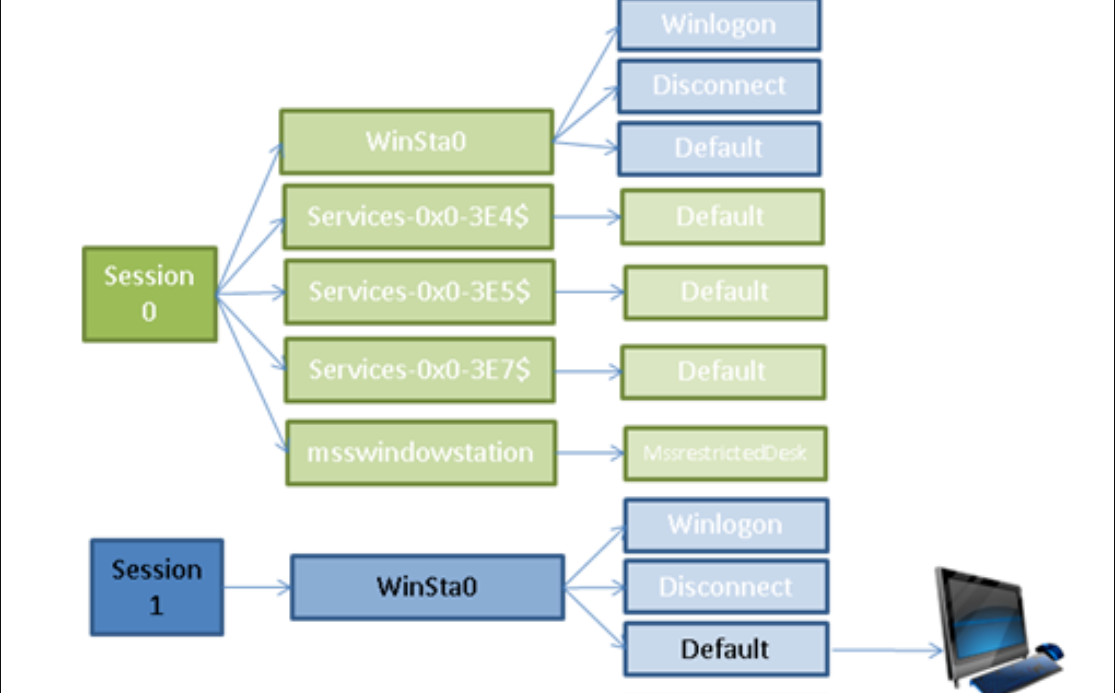 Winlogon
Disconnect
WinSta0
Default
Services-0x0-3E4$
Default
Session
0
Services-0x0-3E5$
Default
Services-0x0-3E7$
Default
msswindowstation
MssrestrictedDesk
Winlogon
Session
1
WinSta0
Disconnect
Default